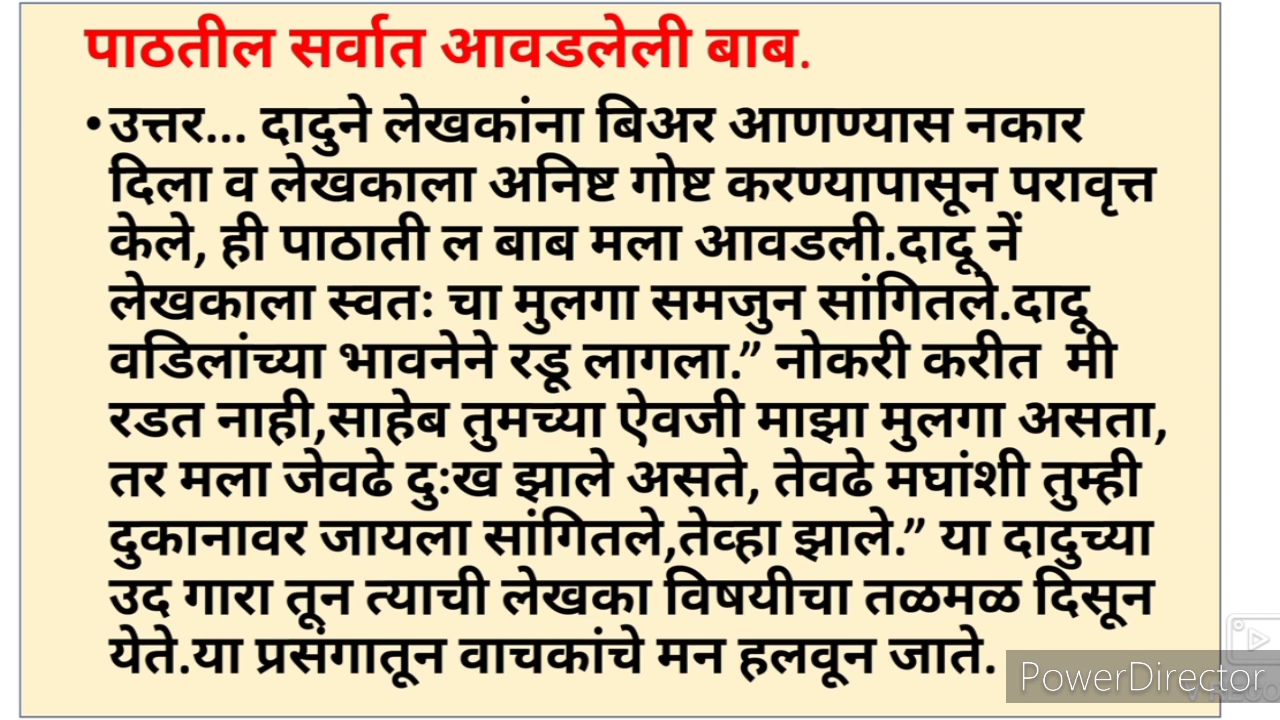 पाठतील सर्वात आवडलेली बाब.
•उत्तर... दादुने लेखकांना बिअर आणण्यास नकार
दिला व लेखकाला अनिष्ट गोष्ट करण्यापासून परावृत्त
केले, ही पाठाती ल बाब मला आवडली.दादू नें
लेखकाला स्वतः चा मुलगा समजुन सांगितले.दादू
वडिलांच्या भावनेने रडू लागला.” नोकरी करीत मी
रडत नाही,साहेब तुमच्या ऐवजी माझा मुलगा असता,
तर मला जेवढे दुःख झाले असते, तेवढे मघांशी तुम्ही
दुकानावर जायला सांगितले,तेव्हा झाले.” या दादुच्या
उद गारा तून त्याची लेखका विषयीचा तळमळ दिसून
येते.या प्रसंगातून वाचकांचे मन हलवून जाते.
PowerDirector